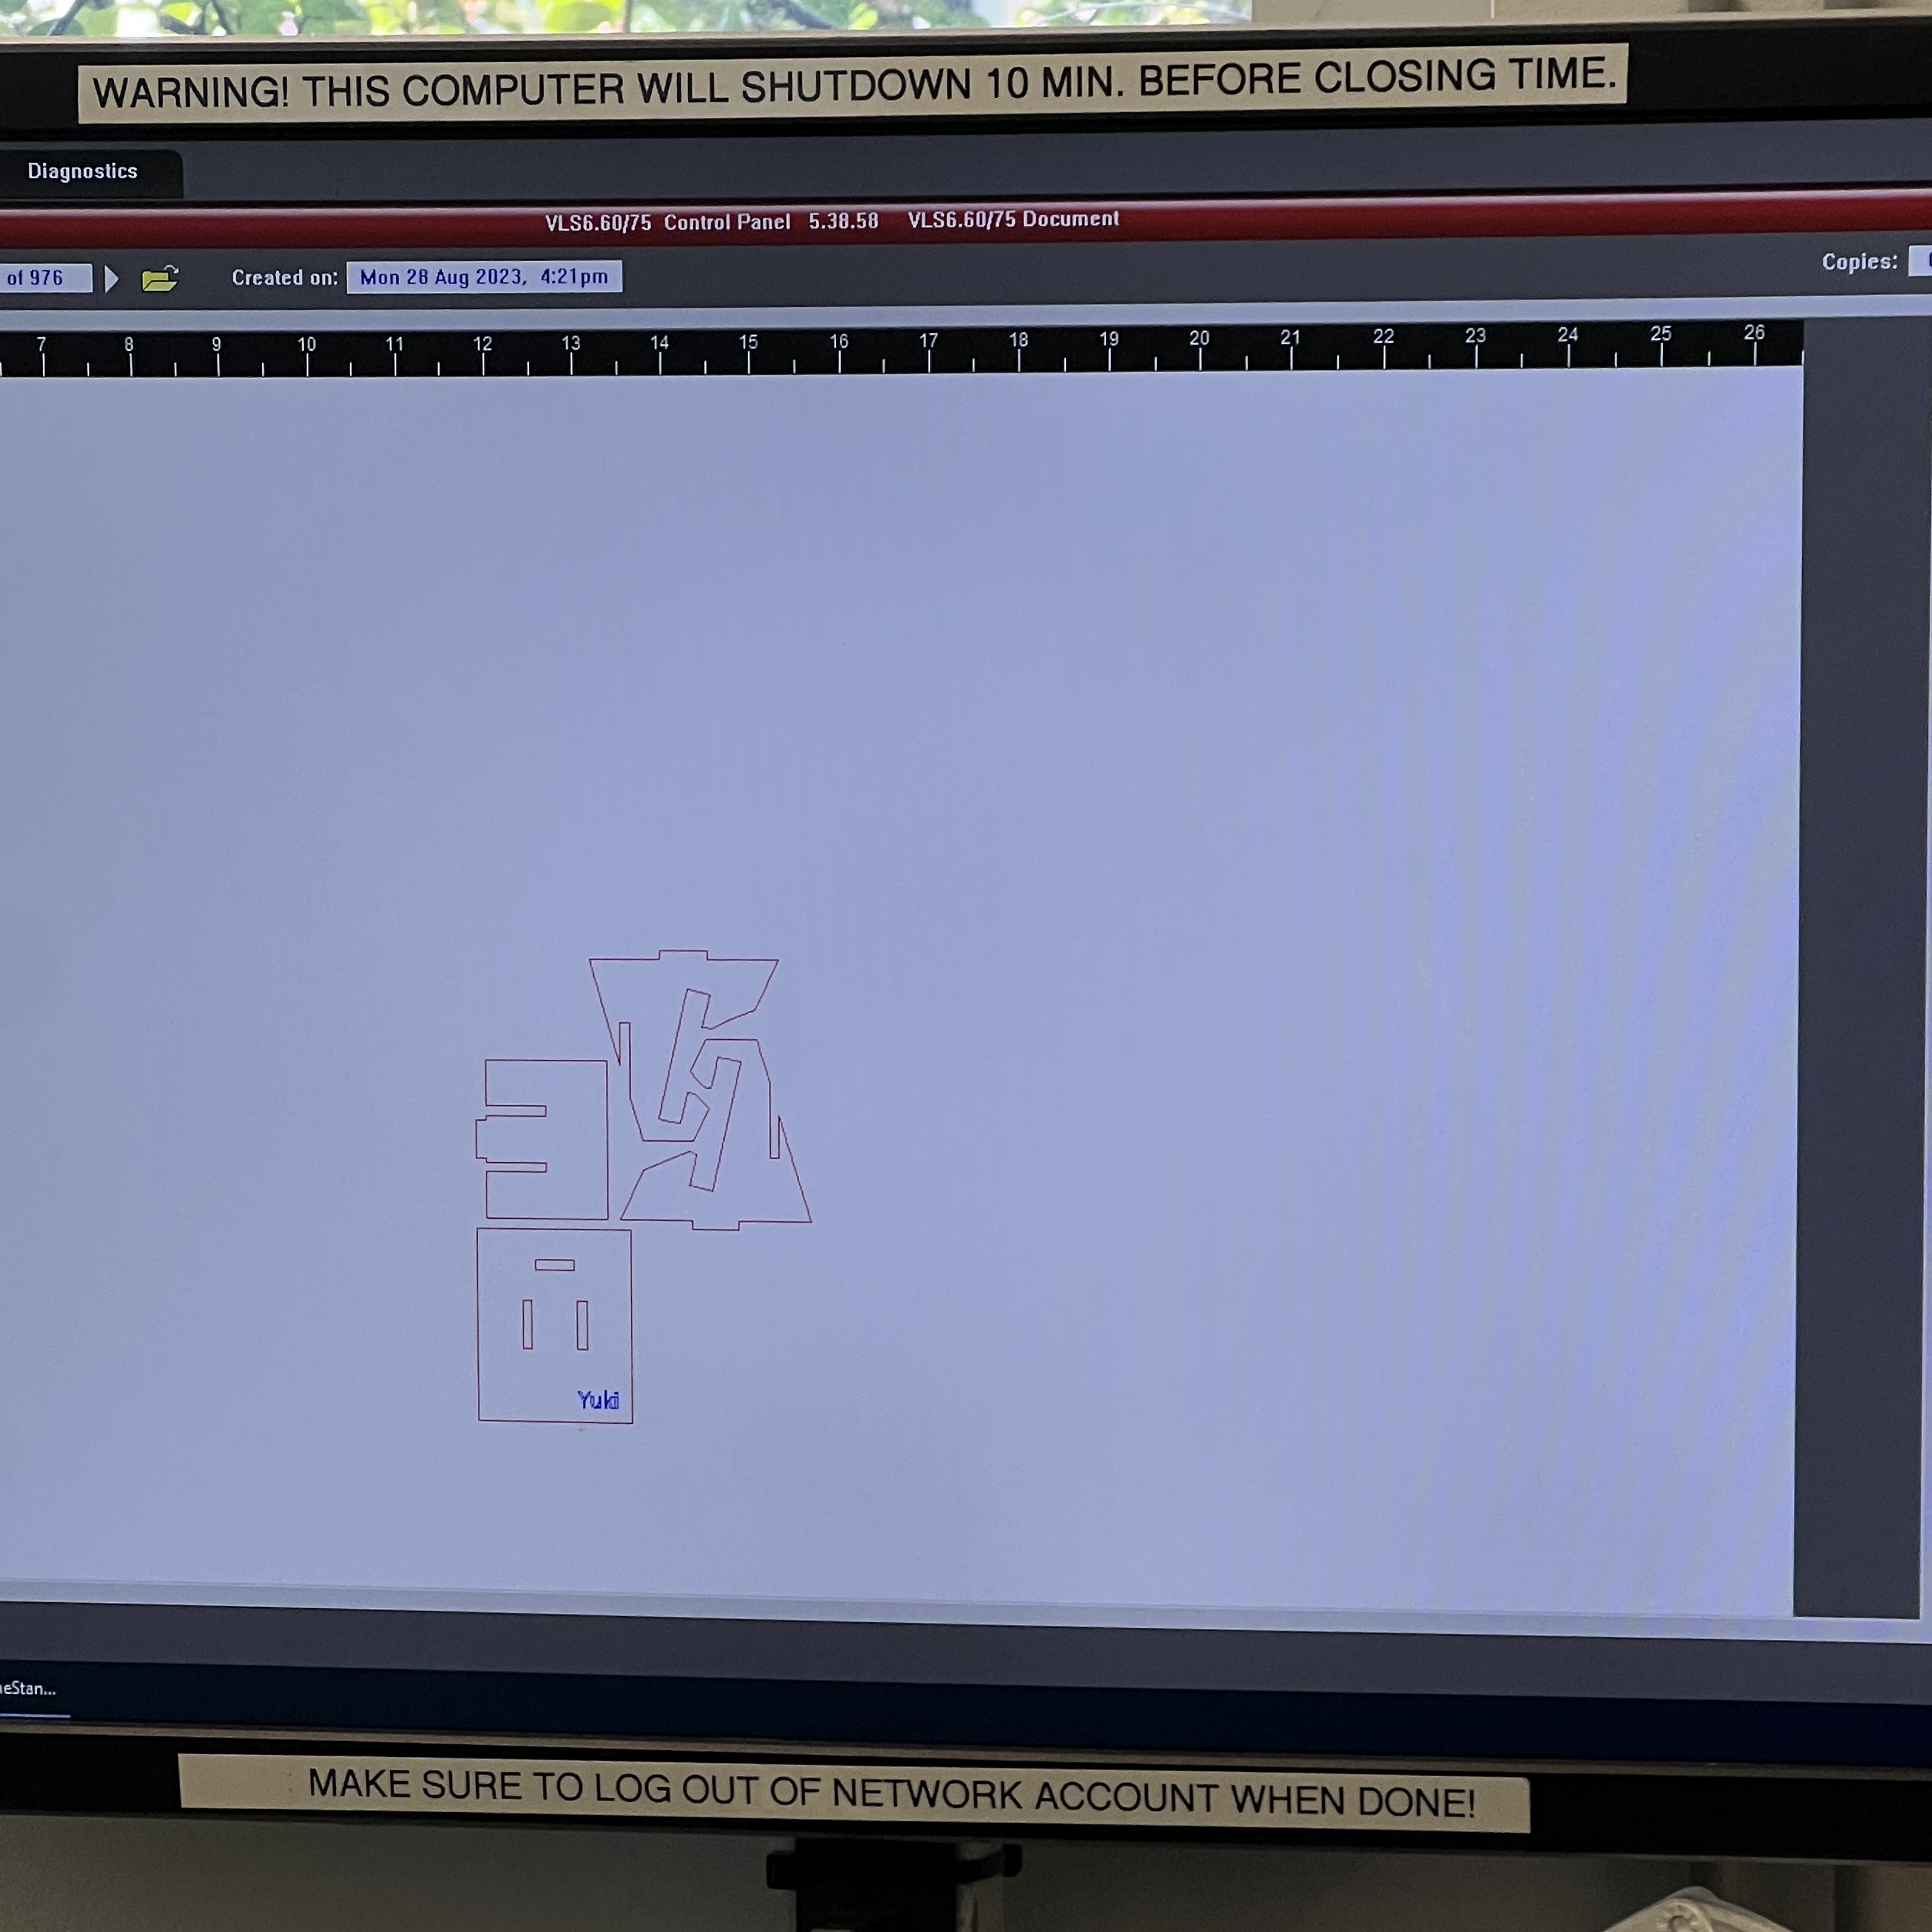 WARNING! THIS COMPUTER WILL SHUTDOWN 10 MIN. BEFORE CLOSING TIME.
Diagnostics
VLS6.60/75 Control Panel 5.38.58 VLS6.60/75 Document
of 976 Created on: Mon 28 Aug 2023, 4:21pm Copies:
7 8 9 10 11 12 13 14 15 16 17 18 19 20 21 22 23 24 25 26
Yuki
eStan...
MAKE SURE TO LOG OUT OF NETWORK ACCOUNT WHEN DONE!